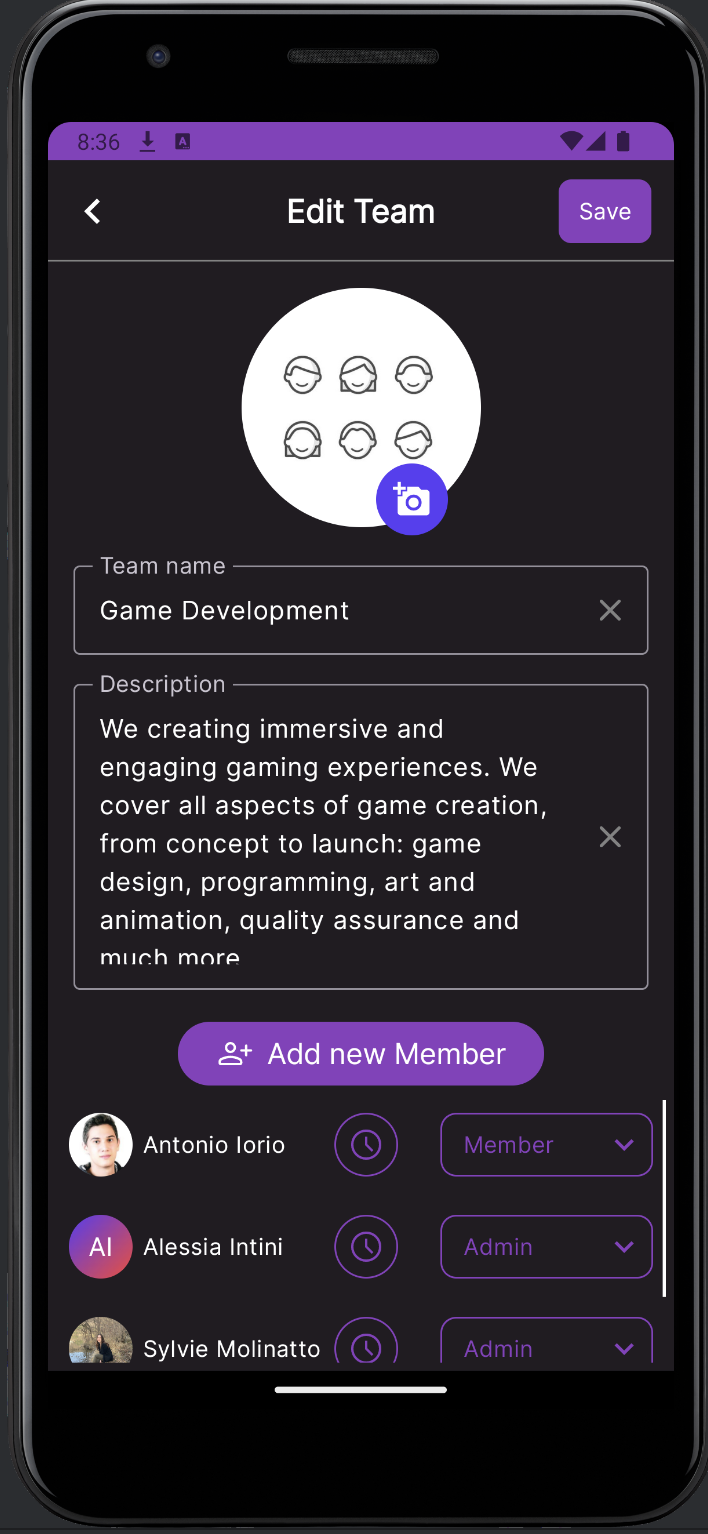 8:36
A
Edit Team
Save
Team name
Game Development
Description
We creating immersive and
engaging gaming experiences. We
cover all aspects of game creation,
from concept to launch: game
design, programming, art and
animation, quality assurance and
much more
Add new Member
Antonio Iorio
Member
AI
Alessia Intini
Admin
Sylvie Molinatto
Admin